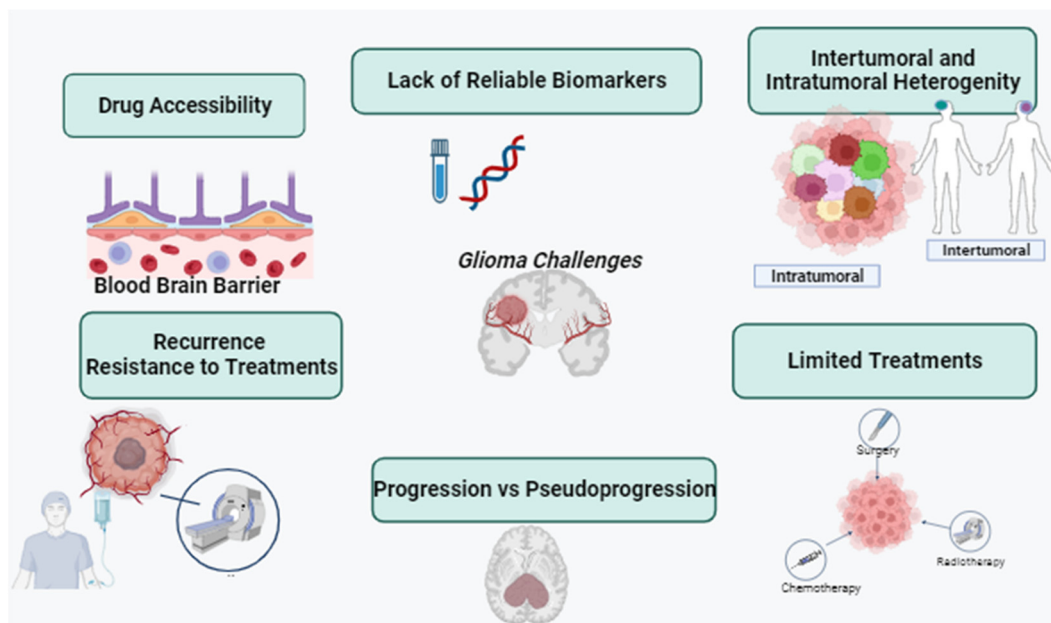 Drug Accessibility
Blood Brain Barrier
Lack of Reliable Biomarkers
Intertumoral and
Intratumoral Heterogenity
Intratumoral
Intertumoral
Glioma Challenges
Recurrence
Resistance to Treatments
Progression vs Pseudoprogression
Limited Treatments
Surgery
Radiotherapy
Chemotherapy